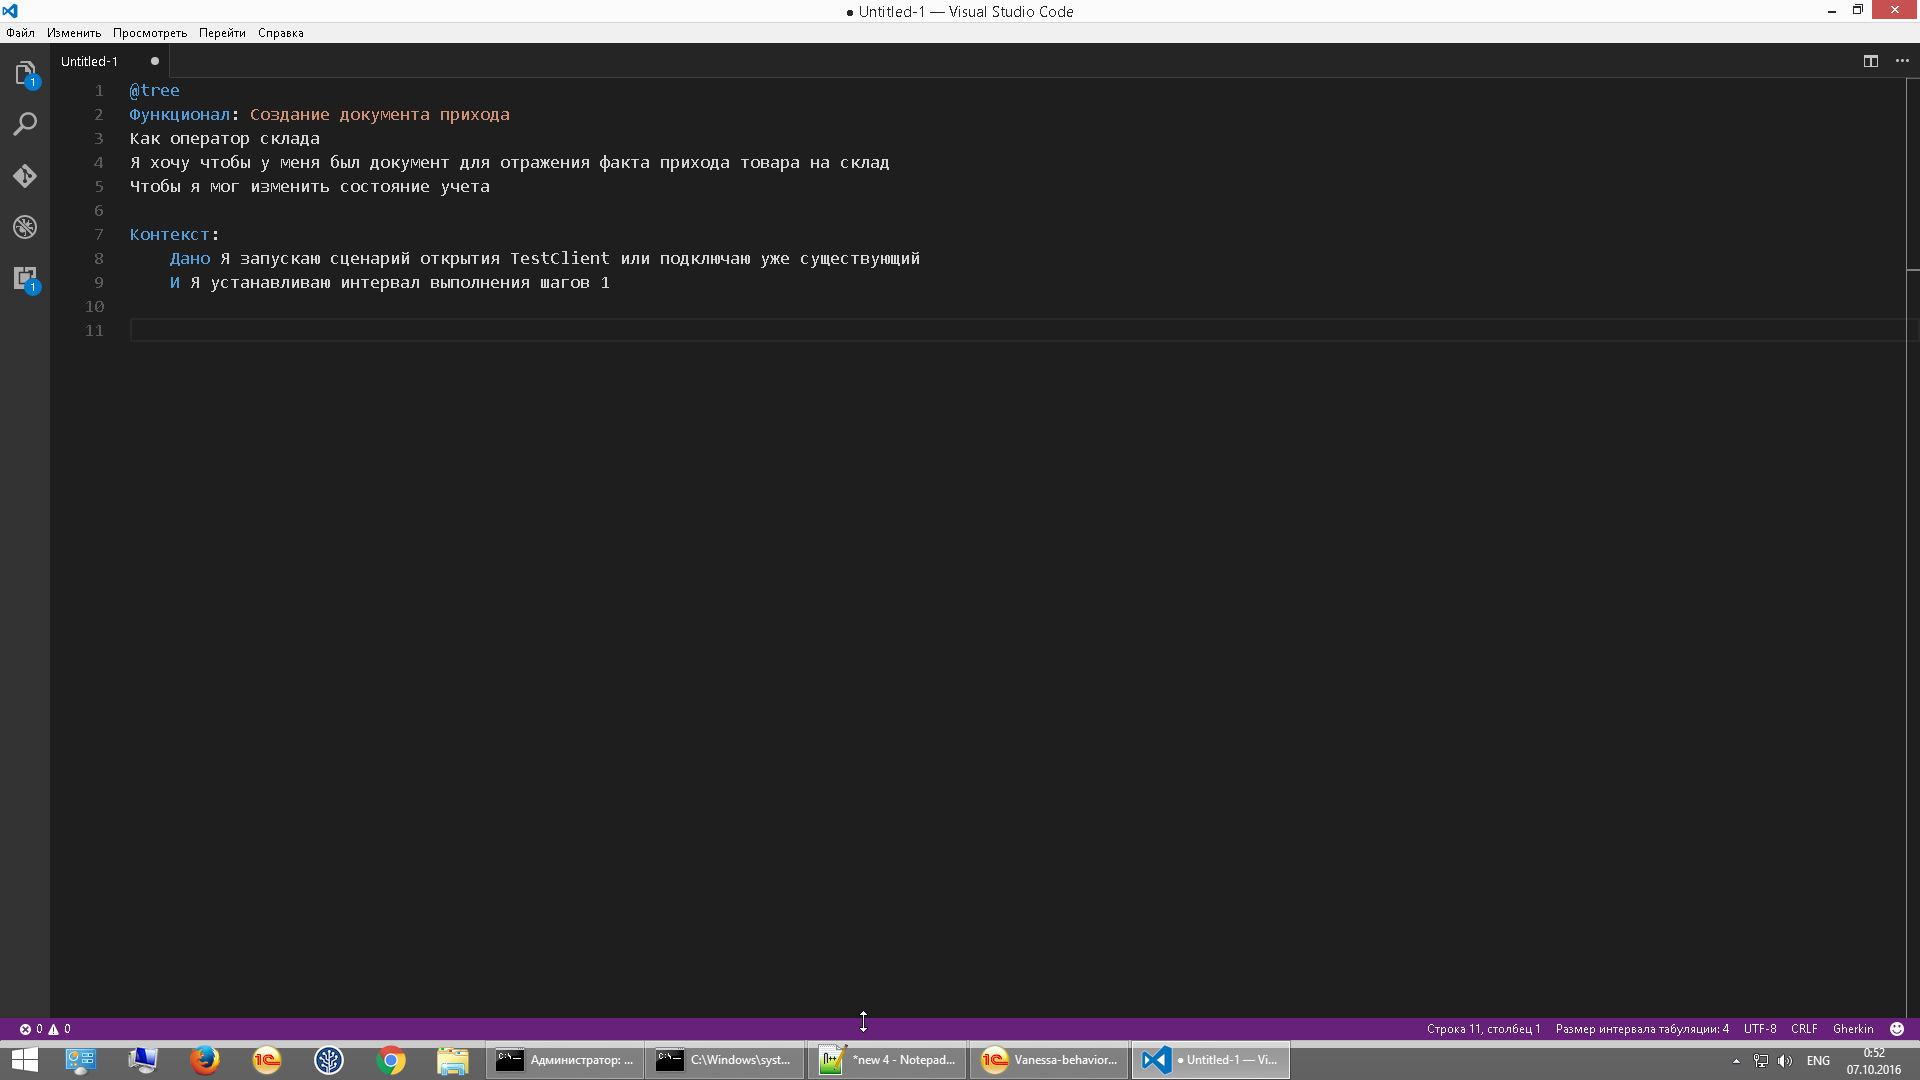 ● Untitled-1 — Visual Studio Code
Файл Изменить Просмотреть Перейти Справка
Untitled-1
1 @tree
2 Функционал: Создание документа прихода
3 Как оператор склада
4 Я хочу чтобы у меня был документ для отражения факта прихода товара на склад
5 Чтобы я мог изменить состояние учета
6
7 Контекст:
8 Дано Я запускаю сценарий открытия TestClient или подключаю уже существующий
9 И Я устанавливаю интервал выполнения шагов 1
10
11
1
1
0 0 Строка 11, столбец 1 Размер интервала табуляции: 4 UTF-8 CRLF Gherkin
Администратор: ... C:\Windows\syst... *new 4 - Notepad... Vanessa-behavior... ● Untitled-1 — Vi... ENG 0:52
07.10.2016